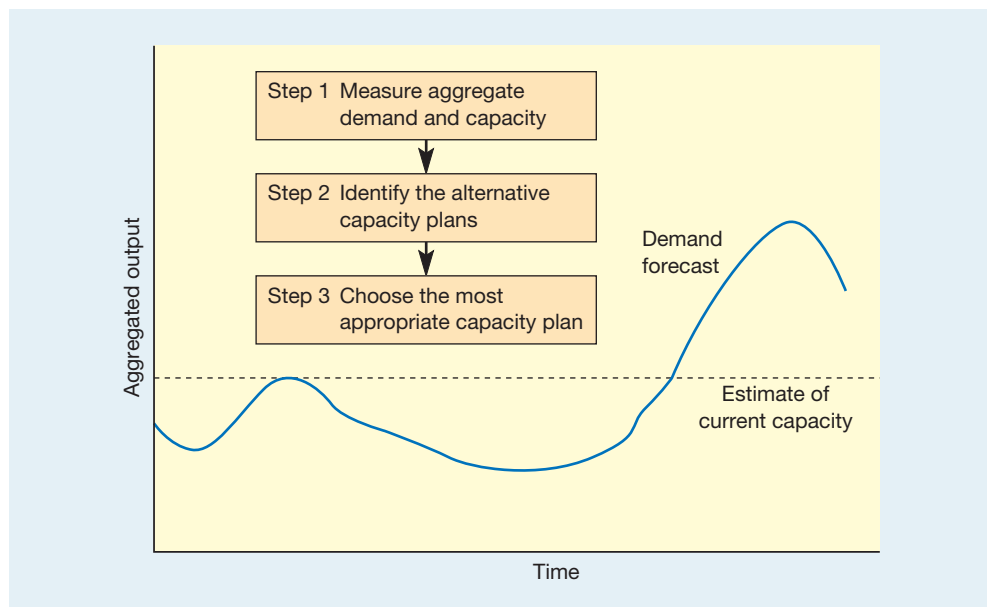 Step 1 Measure aggregate
demand and capacity
Step 2 Identify the alternative
capacity plans
Step 3 Choose the most
appropriate capacity plan
Demand
forecast
Estimate of
current capacity
Aggregated output
Time